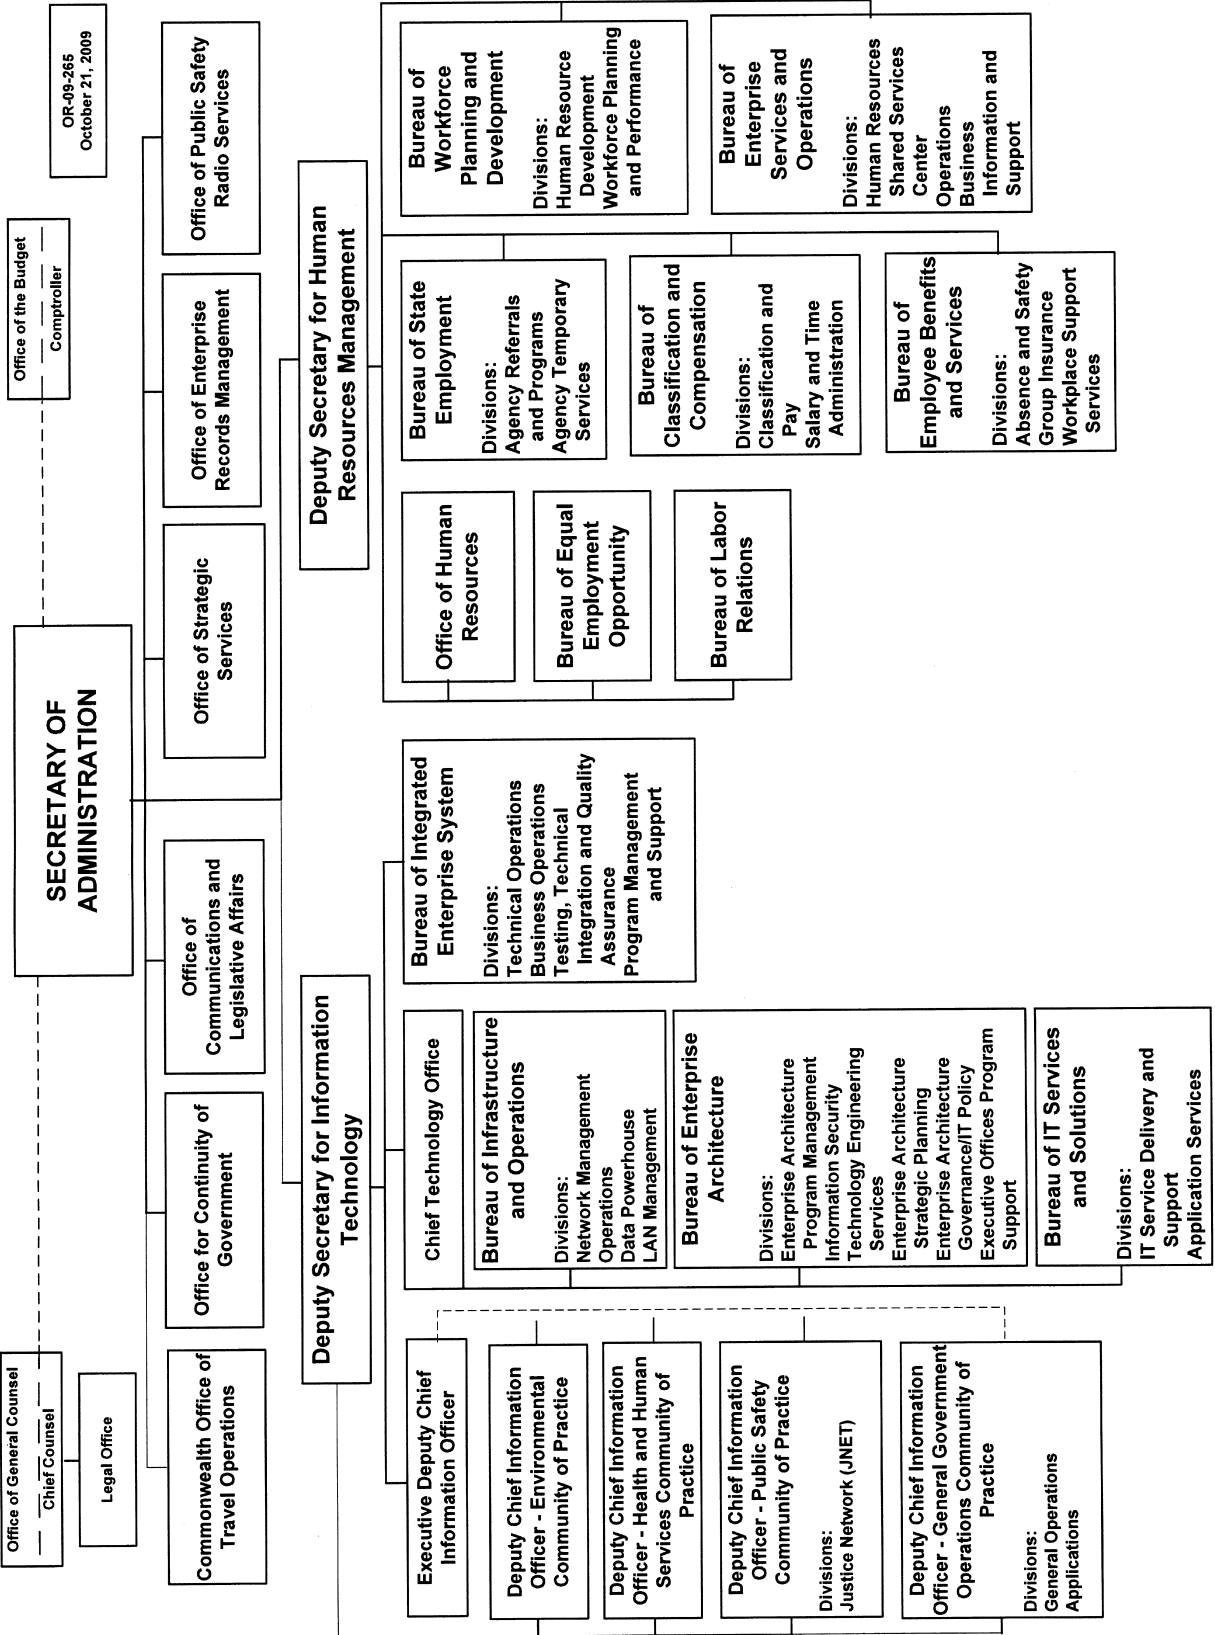 OR-09-265
October 21, 2009
Office of General Counsel
Chief Counsel
Legal Office
SECRETARY OF
ADMINISTRATION
Office of the Budget
Comptroller
Commonwealth Office of
Travel Operations
Office for Continuity of
Government
Office of
Communications and
Legislative Affairs
Office of Strategic
Services
Office of Enterprise
Records Management
Office of Public Safety
Radio Services
Deputy Secretary for Information
Technology
Deputy Secretary for Human
Resources Management
Executive Deputy Chief
Information Officer
Deputy Chief Information
Officer - Environmental
Community of Practice
Deputy Chief Information
Officer - Health and Human
Services Community of
Practice
Deputy Chief Information
Officer - Public Safety
Community of Practice
Divisions:
Justice Network (JNET)
Deputy Chief Information
Officer - General Government
Operations Community of
Practice
Divisions:
General Operations
Applications
Chief Technology Office
Bureau of Infrastructure
and Operations
Divisions:
Network Management
Operations
Data Powerhouse
LAN Management
Bureau of Enterprise
Architecture
Divisions:
Enterprise Architecture
Program Management
Information Security
Technology Engineering
Services
Enterprise Architecture
Strategic Planning
Enterprise Architecture
Governance/IT Policy
Executive Offices Program
Support
Bureau of IT Services
and Solutions
Divisions:
IT Service Delivery and
Support
Application Services
Bureau of Integrated
Enterprise System
Divisions:
Technical Operations
Business Operations
Testing, Technical
Integration and Quality
Assurance
Program Management
and Support
Office of Human
Resources
Bureau of Equal
Employment
Opportunity
Bureau of Labor
Relations
Bureau of State
Employment
Divisions:
Agency Referrals
and Programs
Agency Temporary
Services
Bureau of
Classification and
Compensation
Divisions:
Classification and
Pay
Salary and Time
Administration
Bureau of
Employee Benefits
and Services
Divisions:
Absence and Safety
Group Insurance
Workplace Support
Services
Bureau of
Workforce
Planning and
Development
Divisions:
Human Resource
Development
Workforce Planning
and Performance
Bureau of
Enterprise
Services and
Operations
Divisions:
Human Resources
Shared Services
Center
Operations
Business
Information and
Support